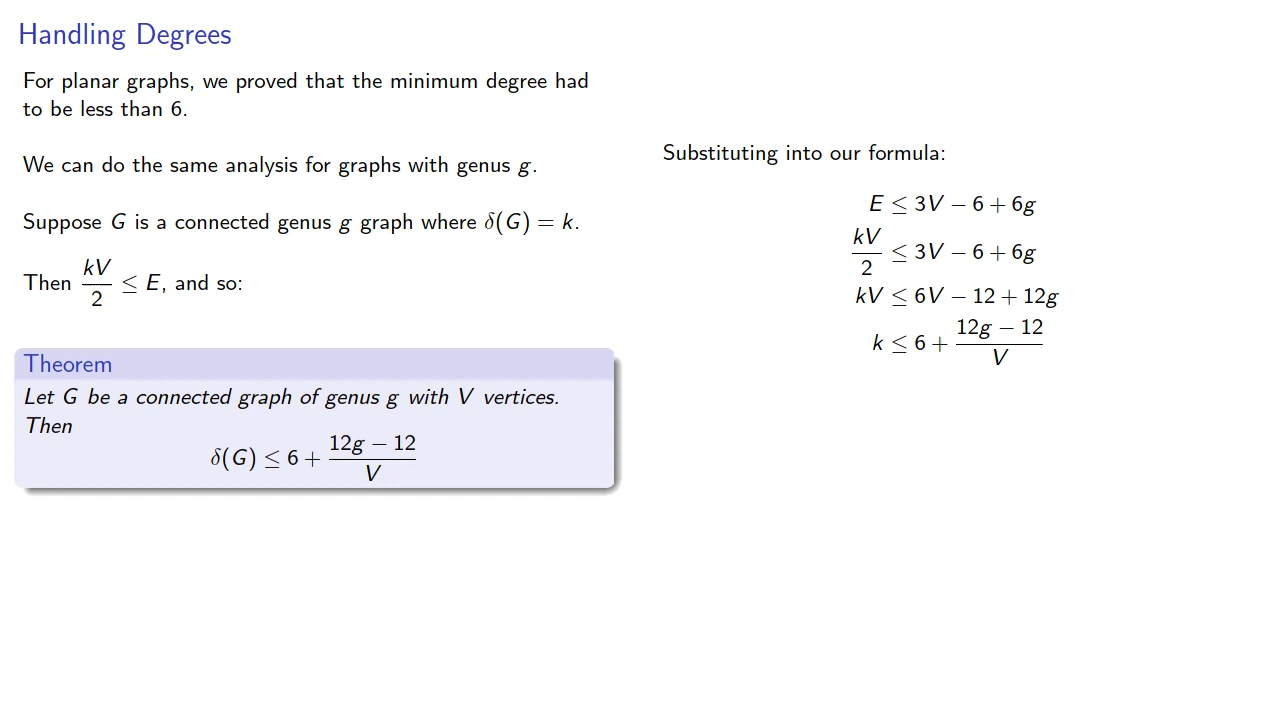 Handling Degrees
For planar graphs, we proved that the minimum degree had
to be less than 6.
We can do the same analysis for graphs with genus g.
Suppose G is a connected genus g graph where δ(G) = k.
Then kV/2 ≤ E, and so:
Theorem
Let G be a connected graph of genus g with V vertices.
Then
δ(G) ≤ 6 + (12g − 12)/V
Substituting into our formula:
E ≤ 3V − 6 + 6g
kV/2 ≤ 3V − 6 + 6g
kV ≤ 6V − 12 + 12g
k ≤ 6 + (12g − 12)/V